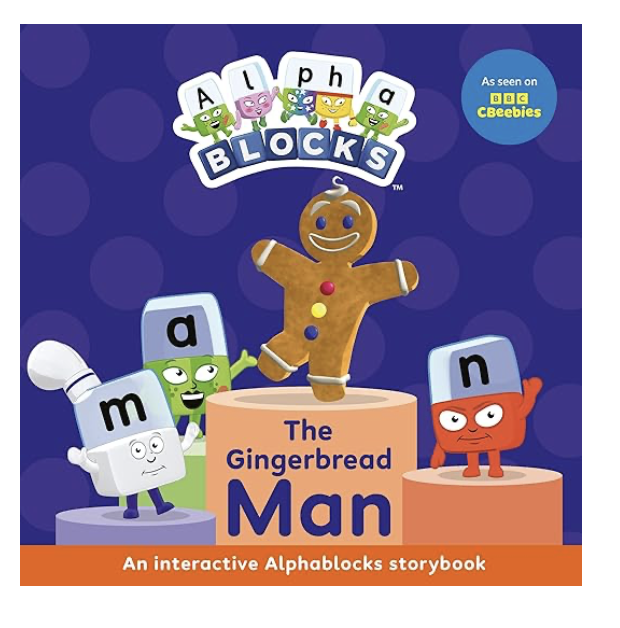 Alpha
BLOCKS
™
As seen on
BBC
CBeebies
a
m
n
The
Gingerbread
Man
An interactive Alphablocks storybook